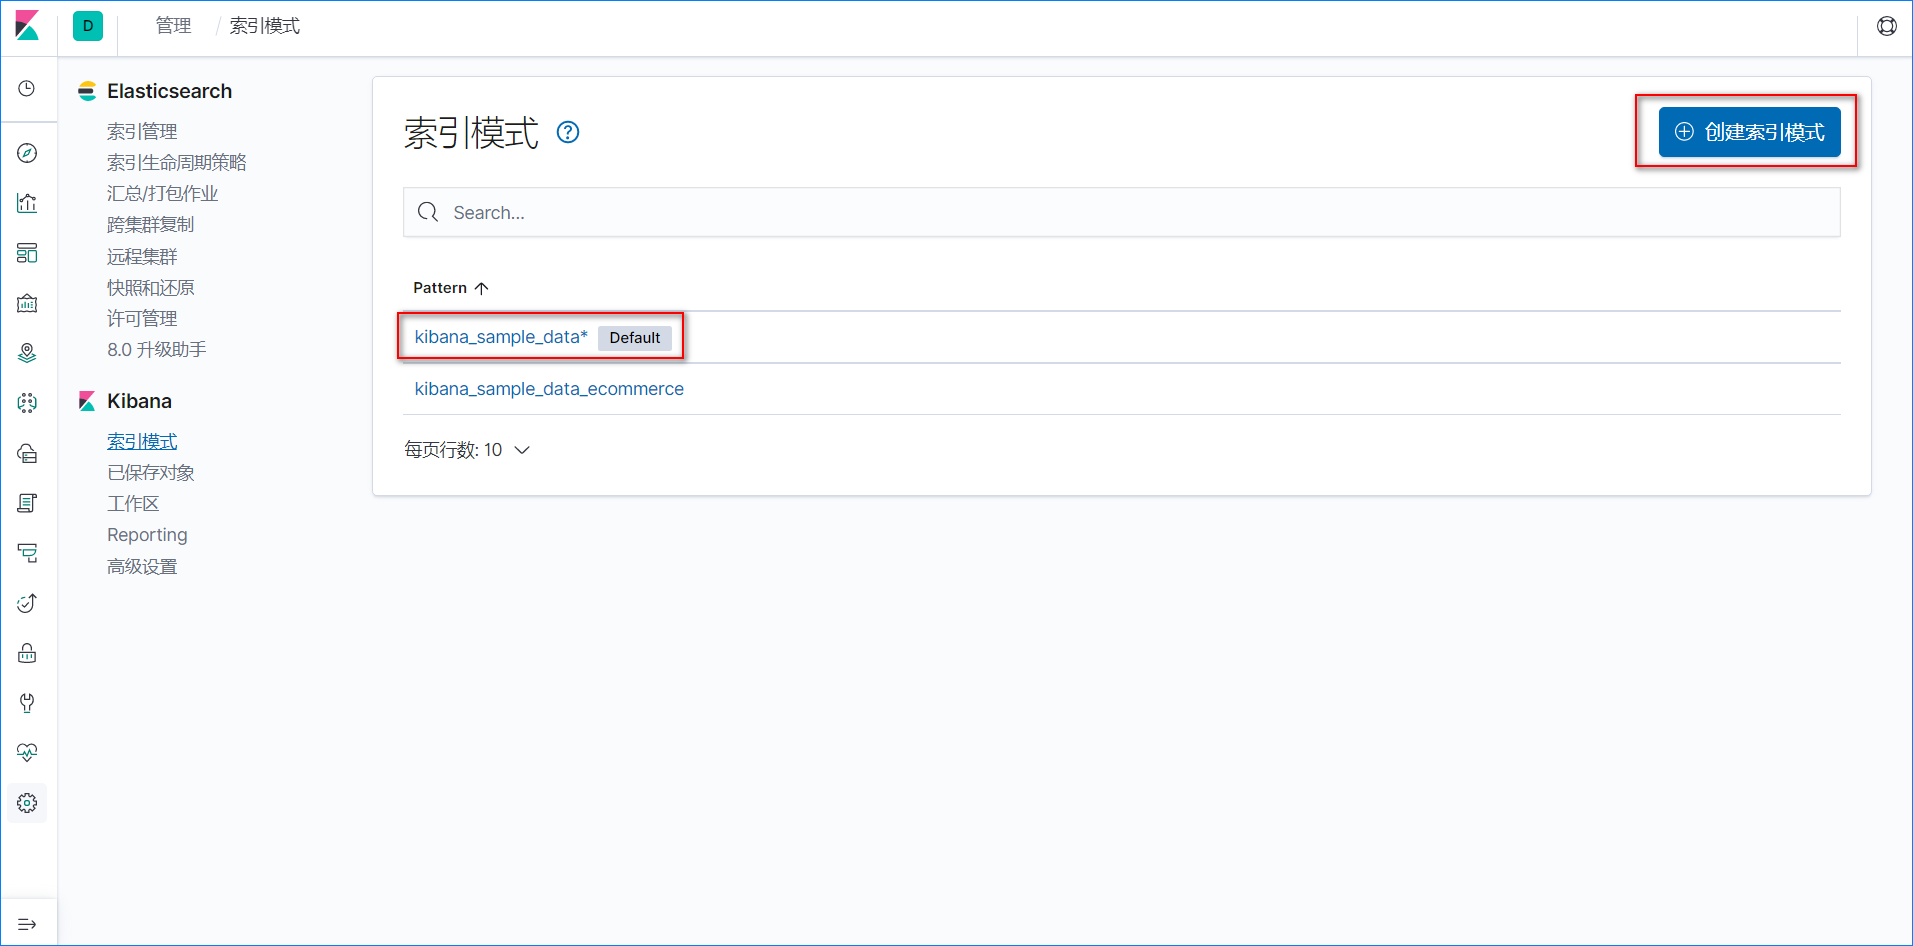 D 管理 / 索引模式
Elasticsearch
索引管理
索引生命周期策略
汇总/打包作业
跨集群复制
远程集群
快照和还原
许可管理
8.0 升级助手
Kibana
索引模式
已保存对象
工作区
Reporting
高级设置
索引模式
创建索引模式
Search...
Pattern
kibana_sample_data* Default
kibana_sample_data_ecommerce
每页行数: 10